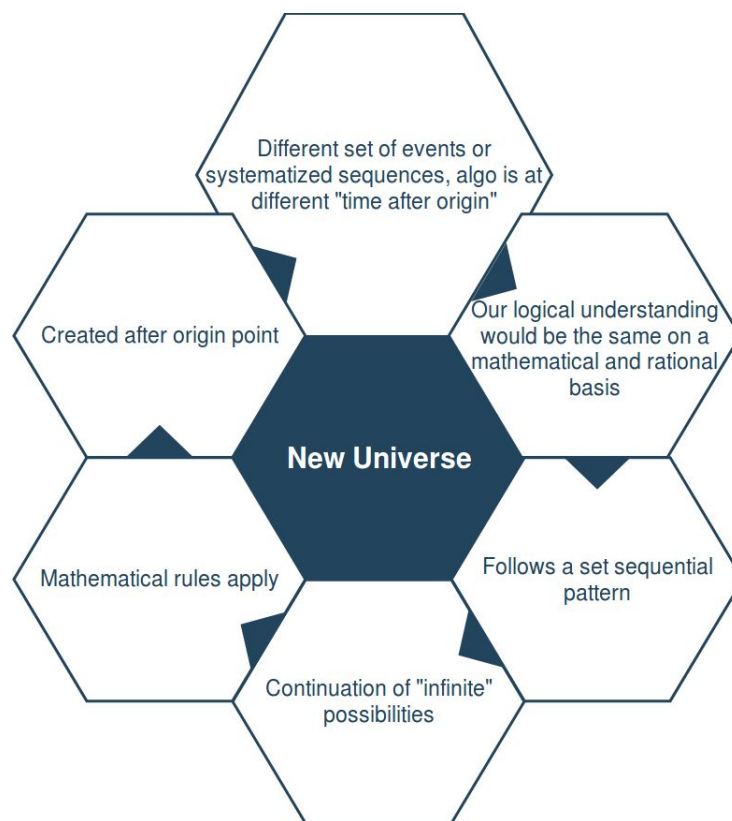 Different set of events or
systematized sequences, algo is at
different "time after origin"
Our logical understanding
would be the same on a
mathematical and rational
basis
Created after origin point
New Universe
Follows a set sequential
pattern
Mathematical rules apply
Continuation of "infinite"
possibilities